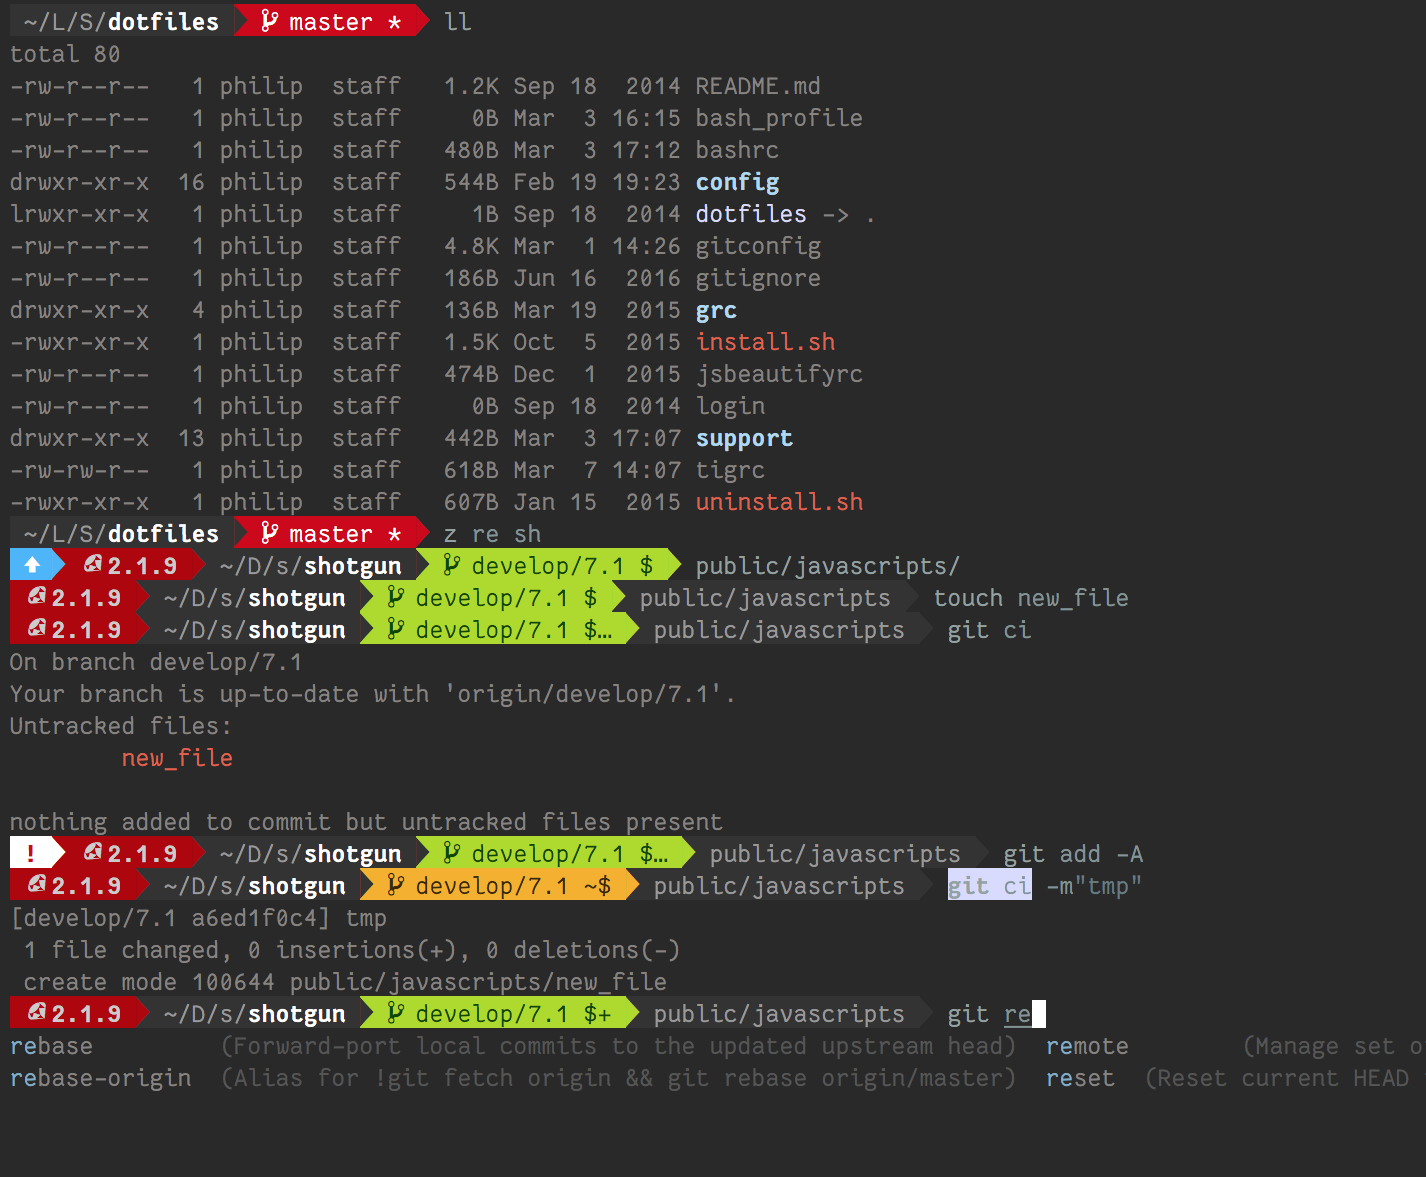 ~/L/S/dotfiles master * ll
total 80
-rw-r--r--   1 philip  staff   1.2K Sep 18  2014 README.md
-rw-r--r--   1 philip  staff     0B Mar  3 16:15 bash_profile
-rw-r--r--   1 philip  staff   480B Mar  3 17:12 bashrc
drwxr-xr-x  16 philip  staff   544B Feb 19 19:23 config
lrwxr-xr-x   1 philip  staff     1B Sep 18  2014 dotfiles -> .
-rw-r--r--   1 philip  staff   4.8K Mar  1 14:26 gitconfig
-rw-r--r--   1 philip  staff   186B Jun 16  2016 gitignore
drwxr-xr-x   4 philip  staff   136B Mar 19  2015 grc
-rwxr-xr-x   1 philip  staff   1.5K Oct  5  2015 install.sh
-rw-r--r--   1 philip  staff   474B Dec  1  2015 jsbeautifyrc
-rw-r--r--   1 philip  staff     0B Sep 18  2014 login
drwxr-xr-x  13 philip  staff   442B Mar  3 17:07 support
-rw-rw-r--   1 philip  staff   618B Mar  7 14:07 tigrc
-rwxr-xr-x   1 philip  staff   607B Jan 15  2015 uninstall.sh
~/L/S/dotfiles master * z re sh
2.1.9 ~/D/s/shotgun develop/7.1 $ public/javascripts/
2.1.9 ~/D/s/shotgun develop/7.1 $ public/javascripts touch new_file
2.1.9 ~/D/s/shotgun develop/7.1 $… public/javascripts git ci
On branch develop/7.1
Your branch is up-to-date with 'origin/develop/7.1'.
Untracked files:
        new_file
nothing added to commit but untracked files present
! 2.1.9 ~/D/s/shotgun develop/7.1 $… public/javascripts git add -A
2.1.9 ~/D/s/shotgun develop/7.1 ~$ public/javascripts git ci -m"tmp"
[develop/7.1 a6ed1f0c4] tmp
 1 file changed, 0 insertions(+), 0 deletions(-)
 create mode 100644 public/javascripts/new_file
2.1.9 ~/D/s/shotgun develop/7.1 $+ public/javascripts git re
rebase         (Forward-port local commits to the updated upstream head)  remote        (Manage set o
rebase-origin  (Alias for !git fetch origin && git rebase origin/master)  reset  (Reset current HEAD